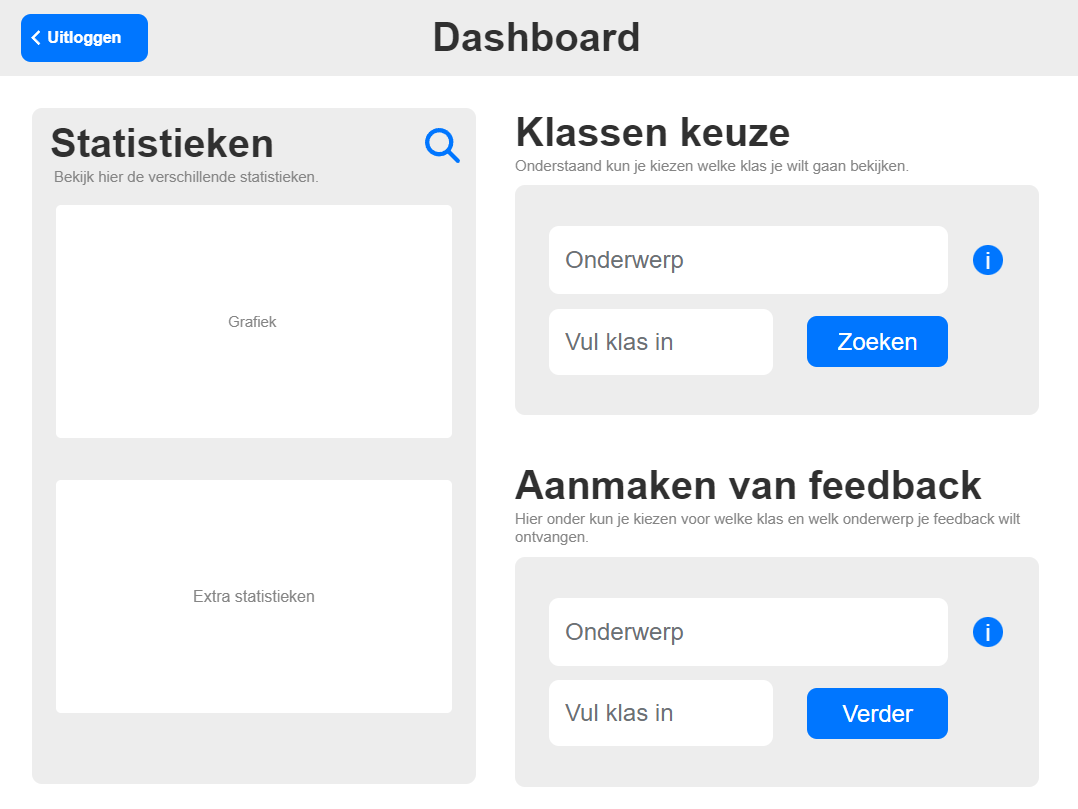 Uitloggen
Dashboard
Statistieken
Bekijk hier de verschillende statistieken.
Grafiek
Extra statistieken
Klassen keuze
Onderstaand kun je kiezen welke klas je wilt gaan bekijken.
Onderwerp
i
Vul klas in
Zoeken
Aanmaken van feedback
Hier onder kun je kiezen voor welke klas en welk onderwerp je feedback wilt
ontvangen.
Onderwerp
i
Vul klas in
Verder